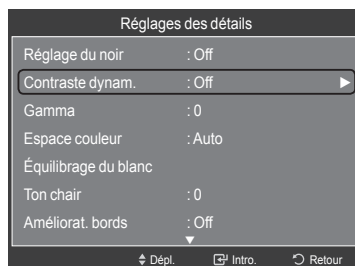 Réglages des détails
Réglage du noir : Off
Contraste dynam. : Off
Gamma : 0
Espace couleur : Auto
Équilibrage du blanc
Ton chair : 0
Améliorat. bords : Off
Dépl. Intro. Retour